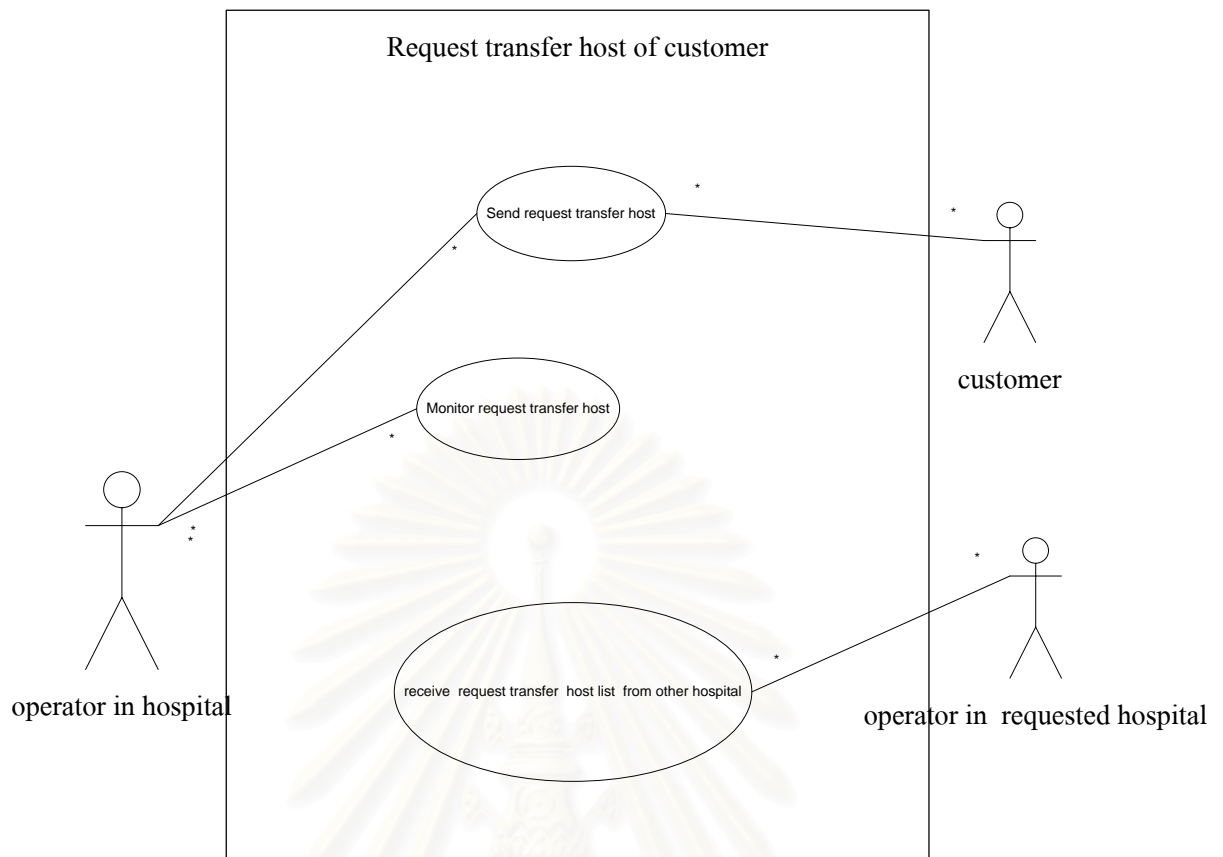 Request transfer host of customer
Send request transfer host
*
*
*
customer
Monitor request transfer host
*
*
*
operator in hospital
*
*
receive request transfer host list from other hospital
operator in requested hospital